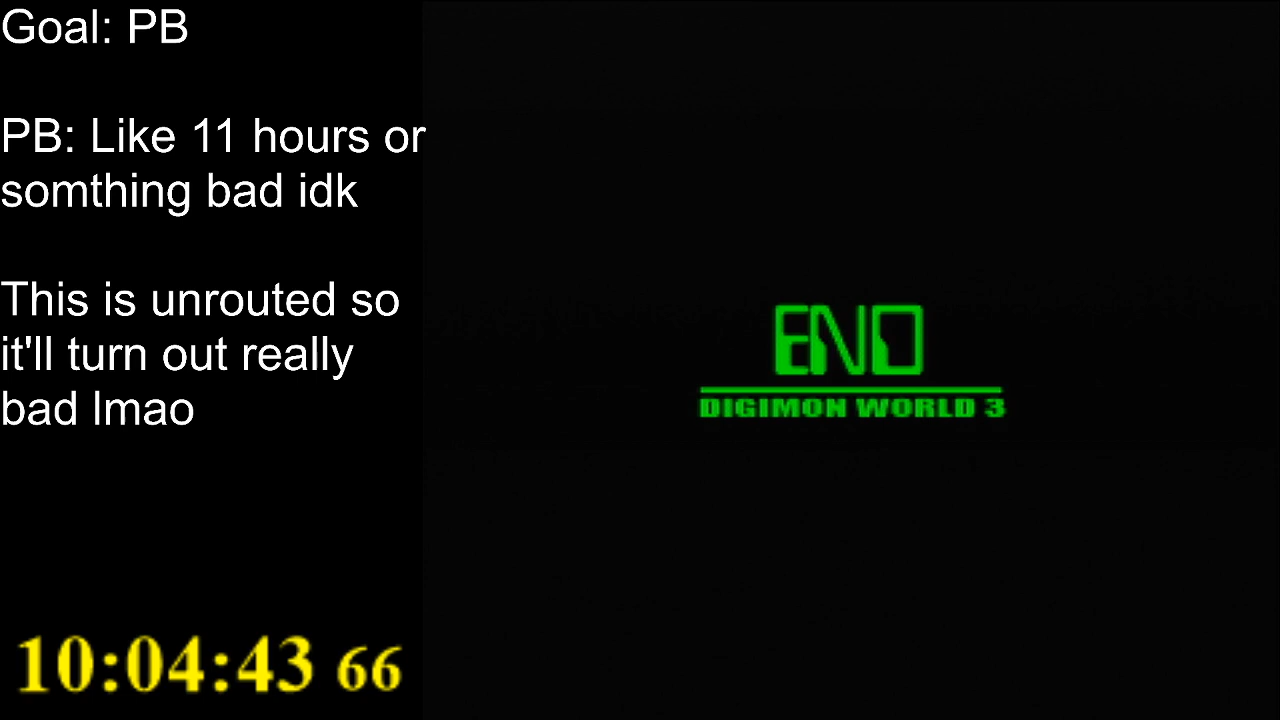 Goal: PB
PB: Like 11 hours or
somthing bad idk
This is unrouted so
it'll turn out really
bad lmao
END
DIGIMON WORLD 3
10:04:43 66